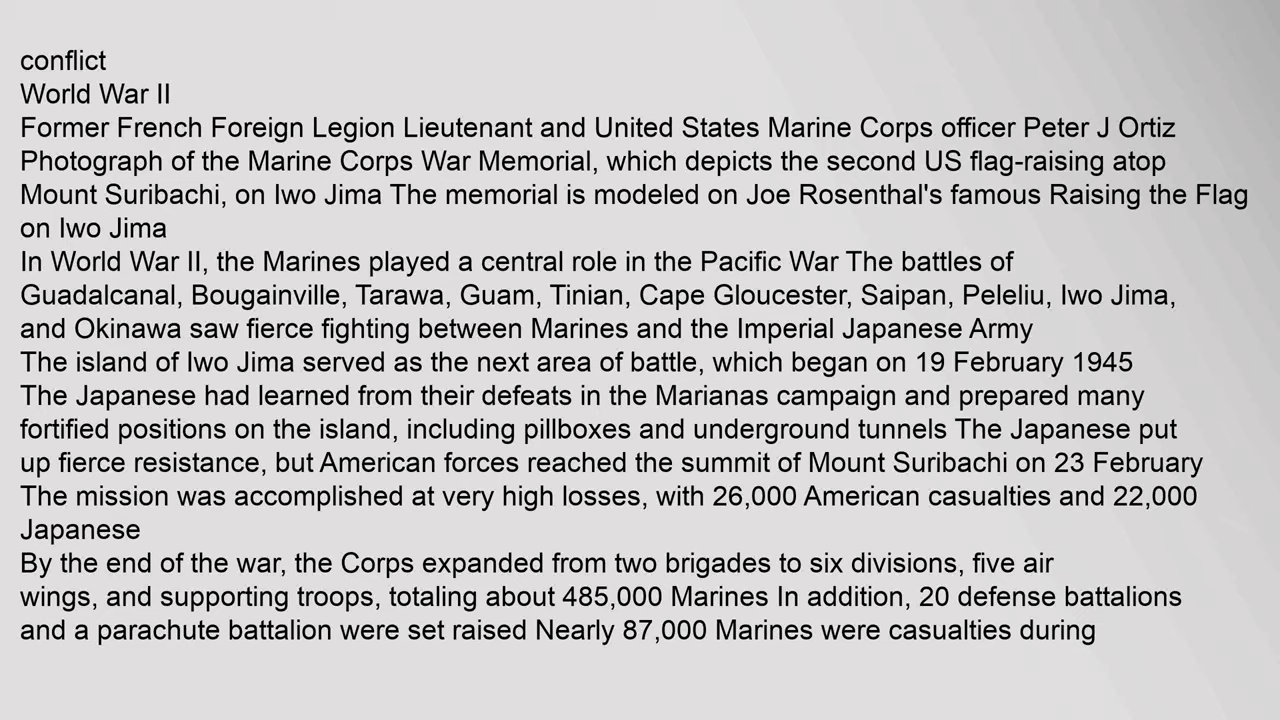 conflict
World War II
Former French Foreign Legion Lieutenant and United States Marine Corps officer Peter J Ortiz
Photograph of the Marine Corps War Memorial, which depicts the second US flag-raising atop
Mount Suribachi, on Iwo Jima The memorial is modeled on Joe Rosenthal's famous Raising the Flag
on Iwo Jima
In World War II, the Marines played a central role in the Pacific War The battles of
Guadalcanal, Bougainville, Tarawa, Guam, Tinian, Cape Gloucester, Saipan, Peleliu, Iwo Jima,
and Okinawa saw fierce fighting between Marines and the Imperial Japanese Army
The island of Iwo Jima served as the next area of battle, which began on 19 February 1945
The Japanese had learned from their defeats in the Marianas campaign and prepared many
fortified positions on the island, including pillboxes and underground tunnels The Japanese put
up fierce resistance, but American forces reached the summit of Mount Suribachi on 23 February
The mission was accomplished at very high losses, with 26,000 American casualties and 22,000
Japanese
By the end of the war, the Corps expanded from two brigades to six divisions, five air
wings, and supporting troops, totaling about 485,000 Marines In addition, 20 defense battalions
and a parachute battalion were set raised Nearly 87,000 Marines were casualties during